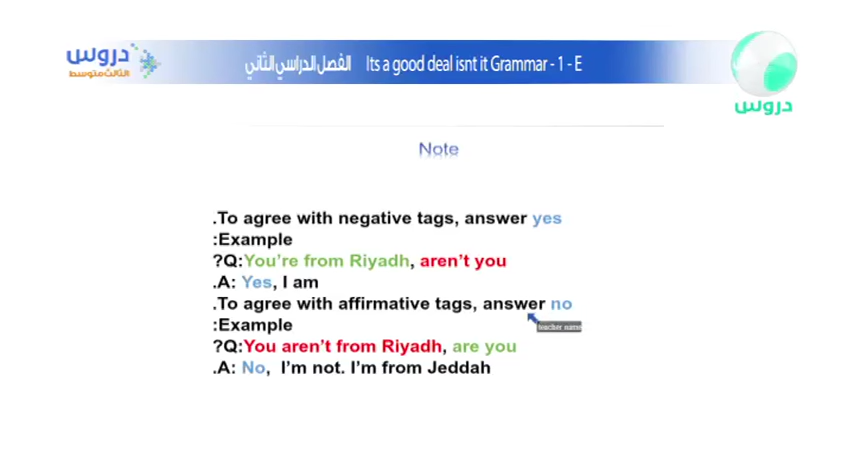 دروس
الثالث متوسط
Its a good deal isnt it Grammar - 1 - E الفصل الدراسي الثاني
دروس
Note
.To agree with negative tags, answer yes
:Example
?Q:You're from Riyadh, aren't you
.A: Yes, I am
.To agree with affirmative tags, answer no
:Example
teacher name
?Q:You aren't from Riyadh, are you
.A: No, I'm not. I'm from Jeddah